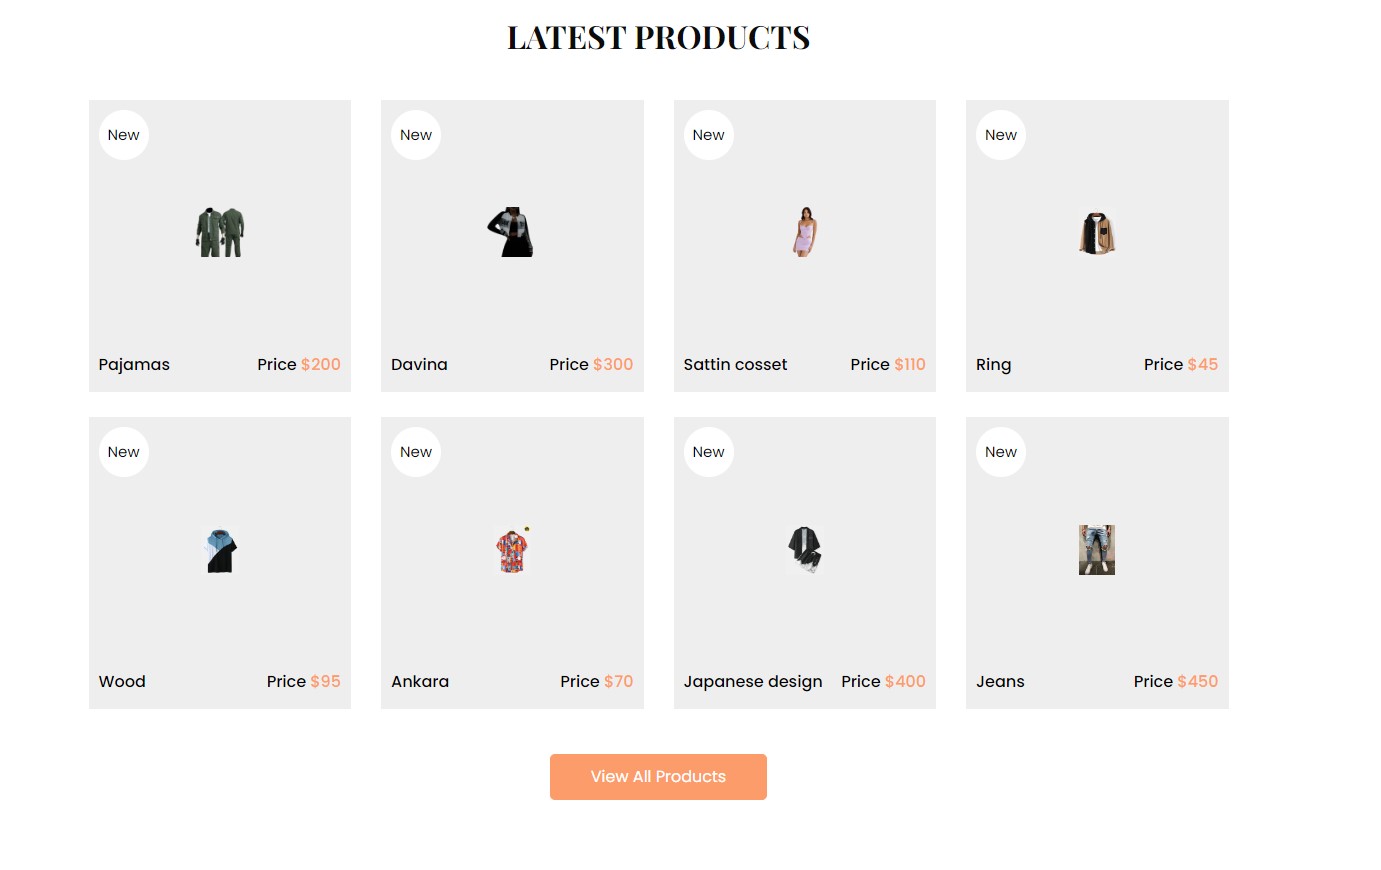 LATEST PRODUCTS
New
New
New
New
Pajamas Price $200
Davina Price $300
Sattin cosset Price $110
Ring Price $45
New
New
New
New
Wood Price $95
Ankara Price $70
Japanese design Price $400
Jeans Price $450
View All Products